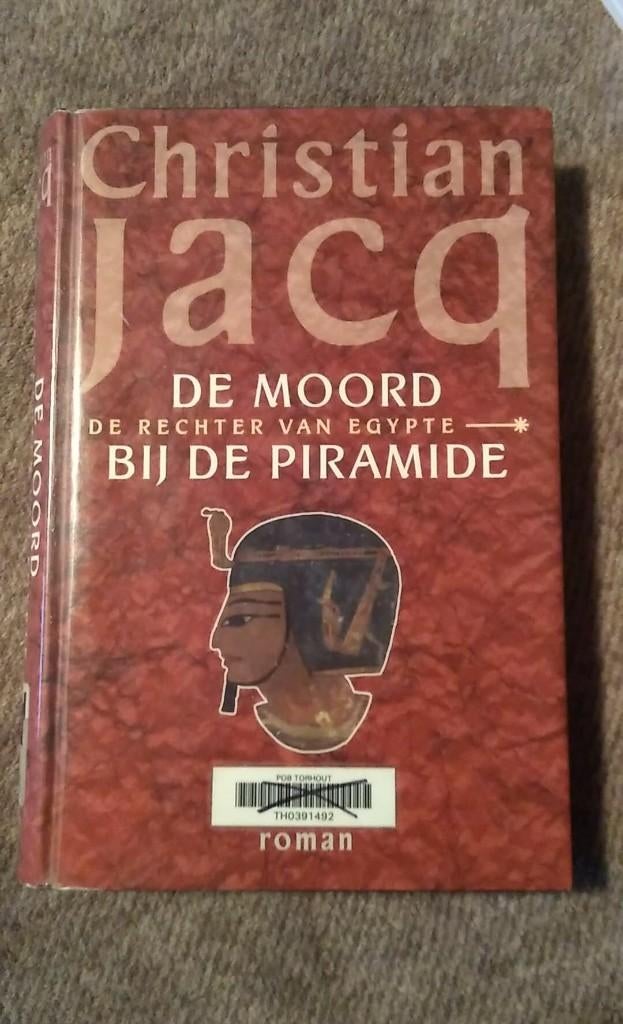 Christian
Jacq
DE MOORD
DE RECHTER VAN EGYPTE
BIJ DE PIRAMIDE
POB TORHOUT
TH0391492
roman
DE MOORD